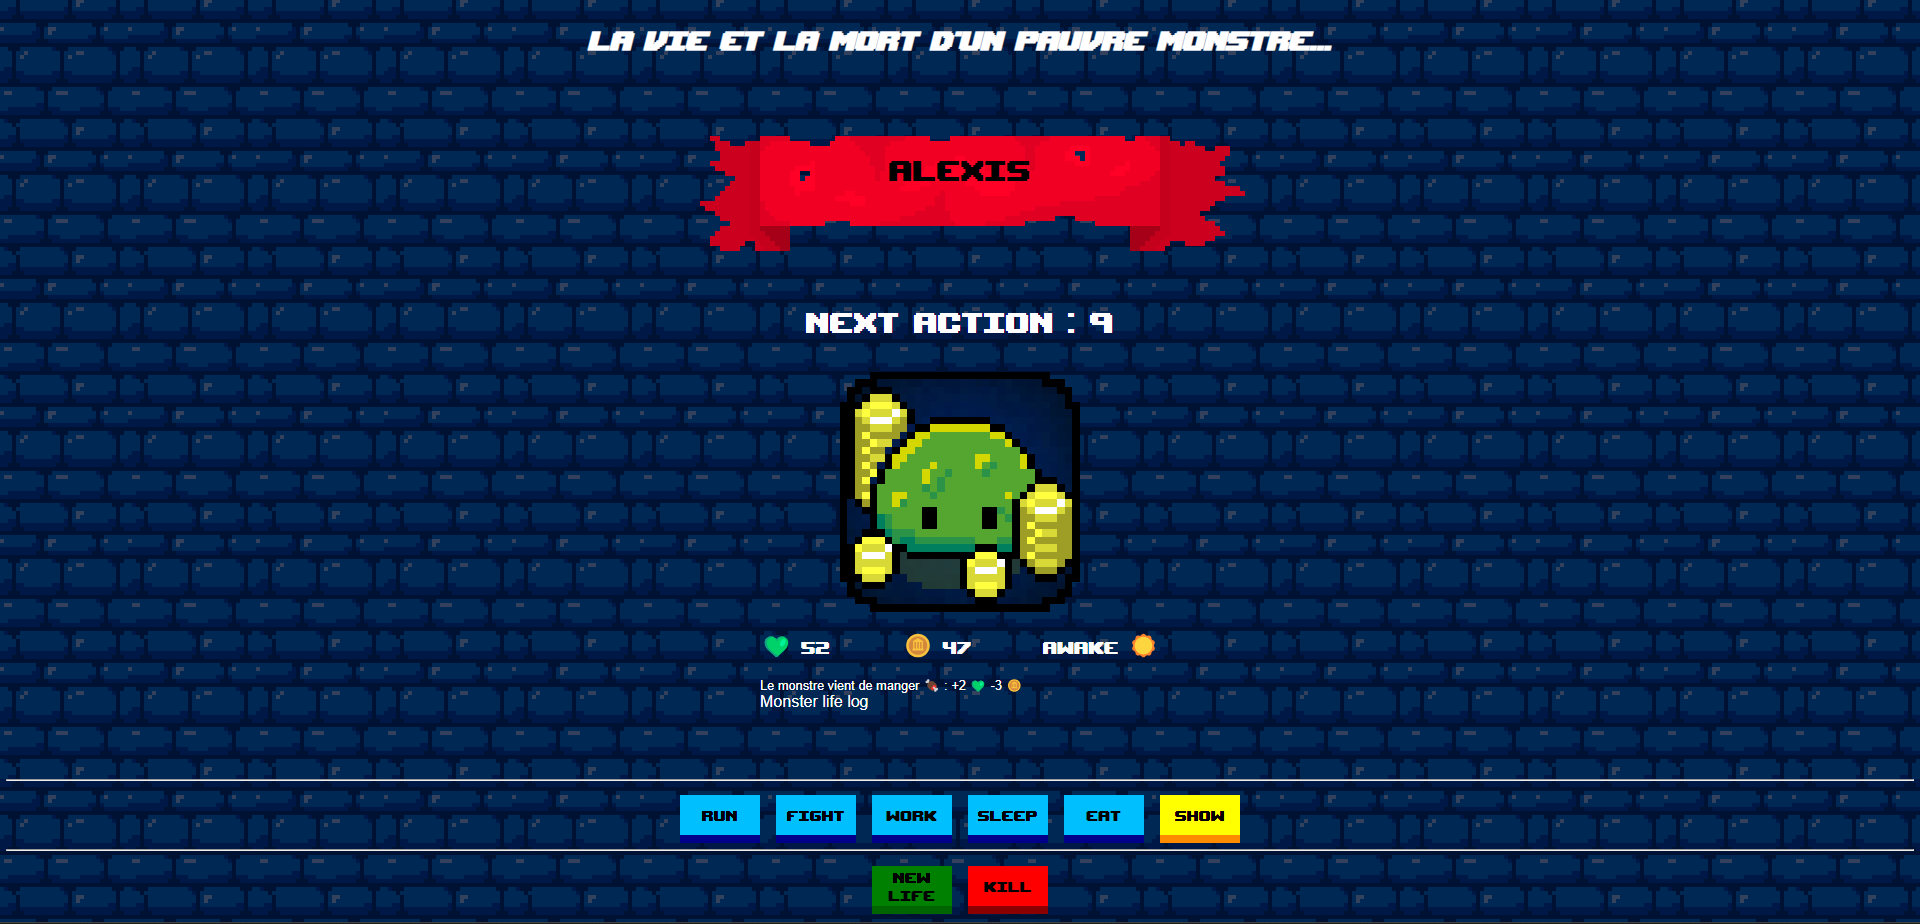 LA VIE ET LA MORT D'UN PAUVRE MONSTRE...
ALEXIS
NEXT ACTION : 9
52 47 AWAKE
Le monstre vient de manger : +2 -3
Monster life log
RUN FIGHT WORK SLEEP EAT SHOW
NEW LIFE KILL